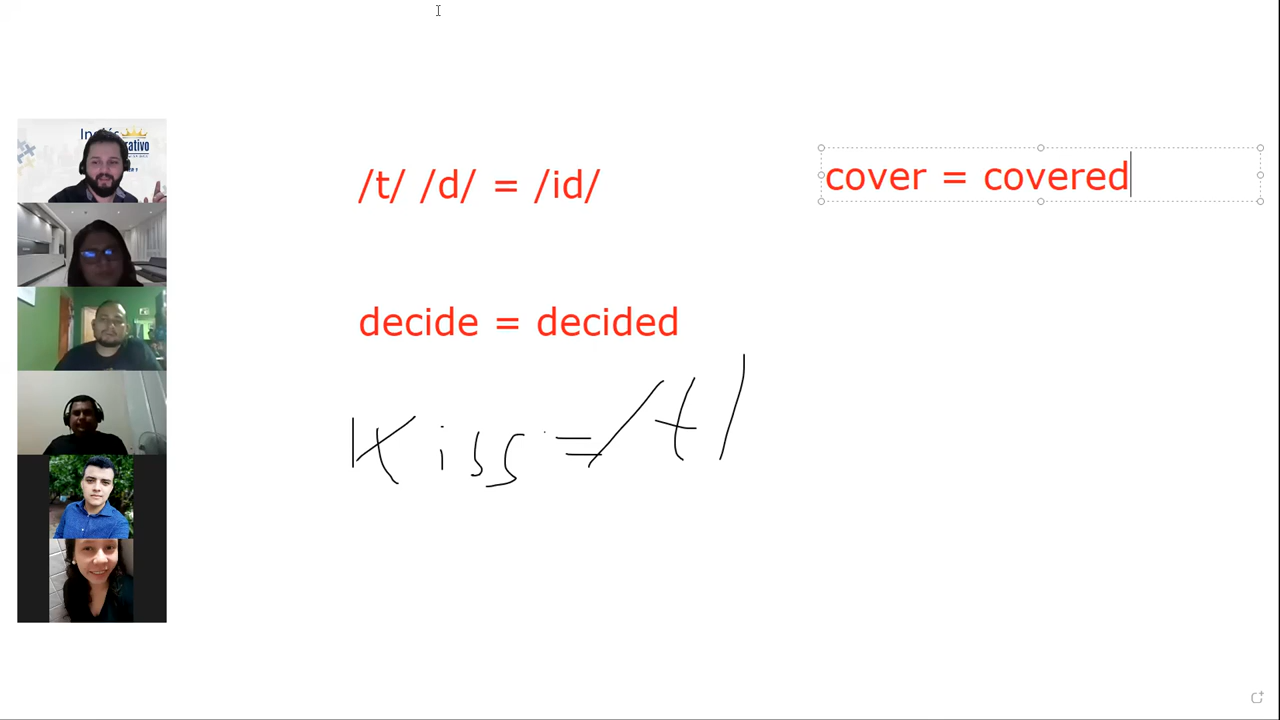 /t/ /d/ = /id/
cover = covered
decide = decided
Kiss = /t/